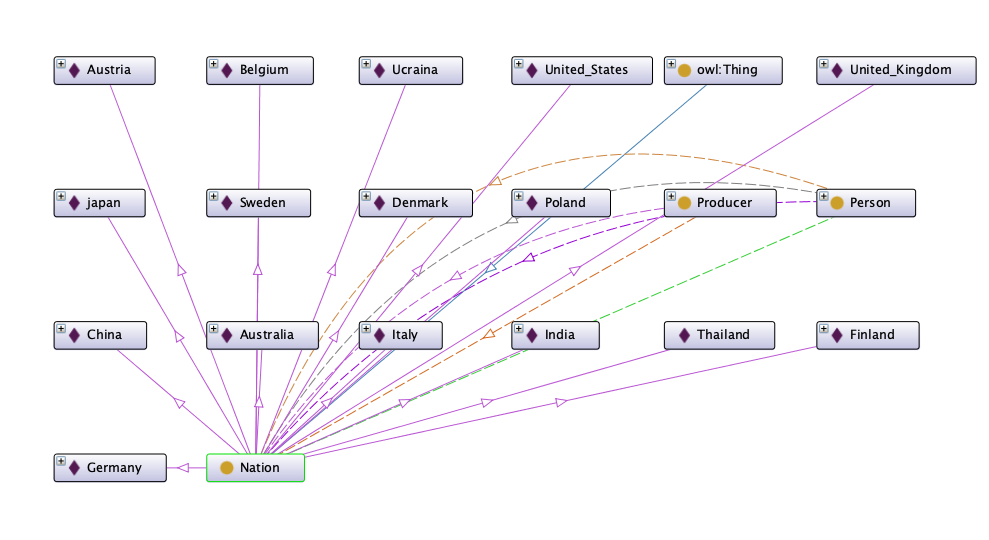 Austria
Belgium
Ucraina
United_States
owl:Thing
United_Kingdom
japan
Sweden
Denmark
Poland
Producer
Person
China
Australia
Italy
India
Thailand
Finland
Germany
Nation